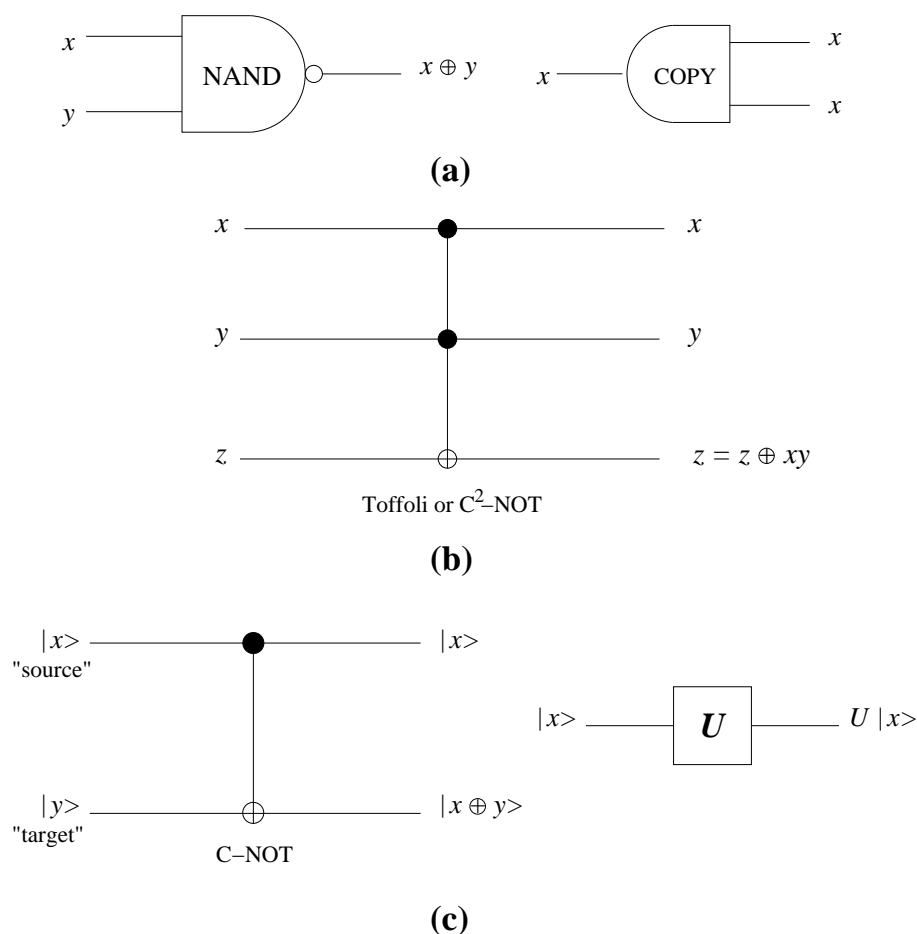 x NAND x ⊕ y
y
x COPY x
x
(a)
x x
y y
z z = z ⊕ xy
Toffoli or C²–NOT
(b)
|x> |x>
"source"
|y> |x ⊕ y>
"target"
C–NOT
|x> U U |x>
(c)